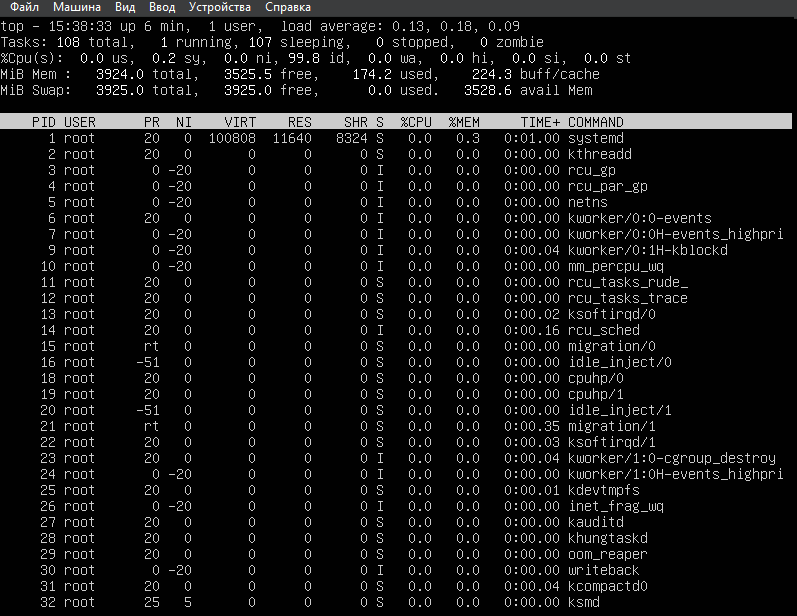 Файл Машина Вид Ввод Устройства Справка
top - 15:38:33 up 6 min,  1 user,  load average: 0.13, 0.18, 0.09
Tasks: 108 total,   1 running, 107 sleeping,   0 stopped,   0 zombie
%Cpu(s):  0.0 us,  0.2 sy,  0.0 ni, 99.8 id,  0.0 wa,  0.0 hi,  0.0 si,  0.0 st
MiB Mem :   3924.0 total,   3525.5 free,    174.2 used,    224.3 buff/cache
MiB Swap:   3925.0 total,   3925.0 free,      0.0 used.   3528.6 avail Mem
PID USER      PR  NI    VIRT    RES    SHR S  %CPU  %MEM     TIME+ COMMAND
1 root      20   0  100808  11640   8324 S   0.0   0.3   0:01.00 systemd
2 root      20   0       0      0      0 S   0.0   0.0   0:00.00 kthreadd
3 root       0 -20       0      0      0 I   0.0   0.0   0:00.00 rcu_gp
4 root       0 -20       0      0      0 I   0.0   0.0   0:00.00 rcu_par_gp
5 root       0 -20       0      0      0 I   0.0   0.0   0:00.00 netns
6 root      20   0       0      0      0 I   0.0   0.0   0:00.00 kworker/0:0-events
7 root       0 -20       0      0      0 I   0.0   0.0   0:00.00 kworker/0:0H-events_highpri
9 root       0 -20       0      0      0 I   0.0   0.0   0:00.04 kworker/0:1H-kblockd
10 root       0 -20       0      0      0 I   0.0   0.0   0:00.00 mm_percpu_wq
11 root      20   0       0      0      0 S   0.0   0.0   0:00.00 rcu_tasks_rude_
12 root      20   0       0      0      0 S   0.0   0.0   0:00.00 rcu_tasks_trace
13 root      20   0       0      0      0 S   0.0   0.0   0:00.02 ksoftirqd/0
14 root      20   0       0      0      0 I   0.0   0.0   0:00.16 rcu_sched
15 root      rt   0       0      0      0 S   0.0   0.0   0:00.00 migration/0
16 root     -51   0       0      0      0 S   0.0   0.0   0:00.00 idle_inject/0
18 root      20   0       0      0      0 S   0.0   0.0   0:00.00 cpuhp/0
19 root      20   0       0      0      0 S   0.0   0.0   0:00.00 cpuhp/1
20 root     -51   0       0      0      0 S   0.0   0.0   0:00.00 idle_inject/1
21 root      rt   0       0      0      0 S   0.0   0.0   0:00.35 migration/1
22 root      20   0       0      0      0 S   0.0   0.0   0:00.03 ksoftirqd/1
23 root      20   0       0      0      0 I   0.0   0.0   0:00.04 kworker/1:0-cgroup_destroy
24 root       0 -20       0      0      0 I   0.0   0.0   0:00.00 kworker/1:0H-events_highpri
25 root      20   0       0      0      0 S   0.0   0.0   0:00.01 kdevtmpfs
26 root       0 -20       0      0      0 I   0.0   0.0   0:00.00 inet_frag_wq
27 root      20   0       0      0      0 S   0.0   0.0   0:00.00 kauditd
28 root      20   0       0      0      0 S   0.0   0.0   0:00.00 khungtaskd
29 root      20   0       0      0      0 S   0.0   0.0   0:00.00 oom_reaper
30 root       0 -20       0      0      0 I   0.0   0.0   0:00.00 writeback
31 root      20   0       0      0      0 S   0.0   0.0   0:00.04 kcompactd0
32 root      25   5       0      0      0 S   0.0   0.0   0:00.00 ksmd